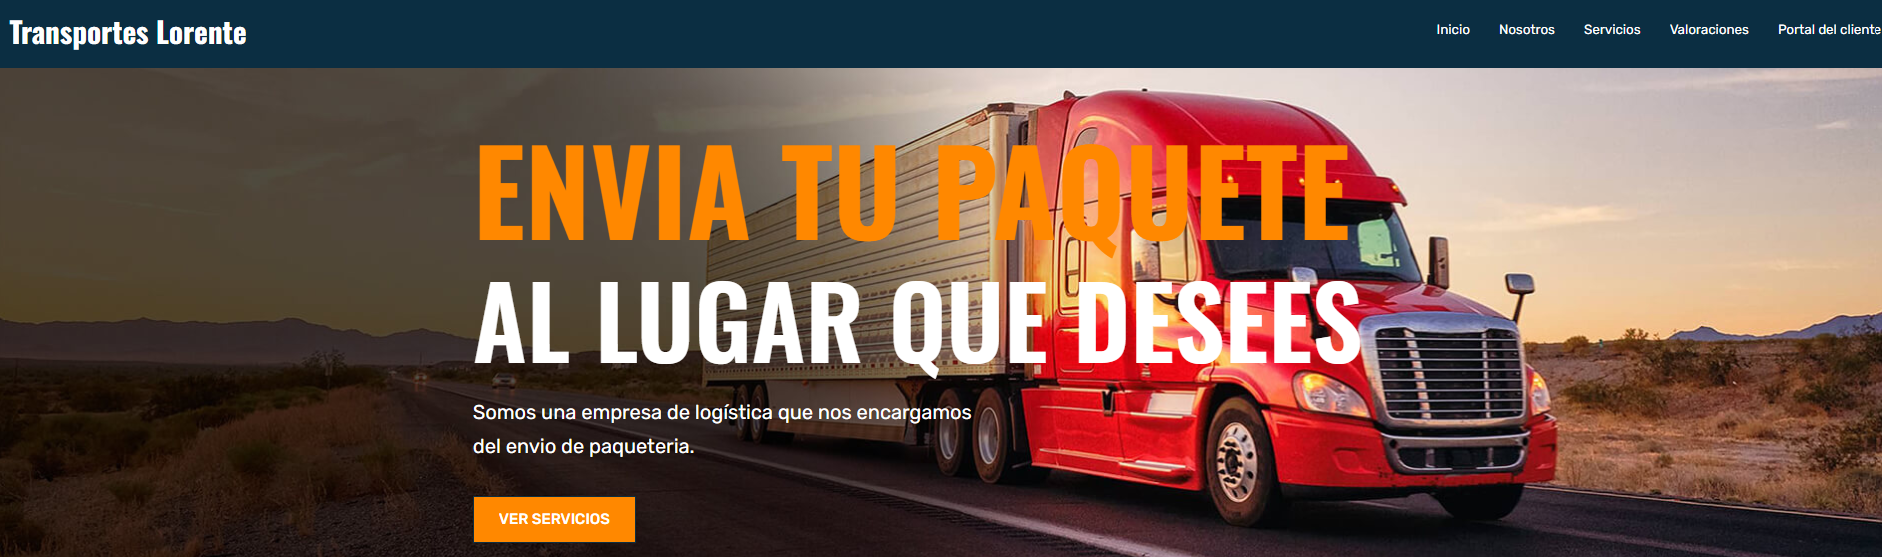 Transportes Lorente
Inicio Nosotros Servicios Valoraciones Portal del cliente
ENVIA TU PAQUETE
AL LUGAR QUE DESEES
Somos una empresa de logística que nos encargamos
del envio de paqueteria.
VER SERVICIOS